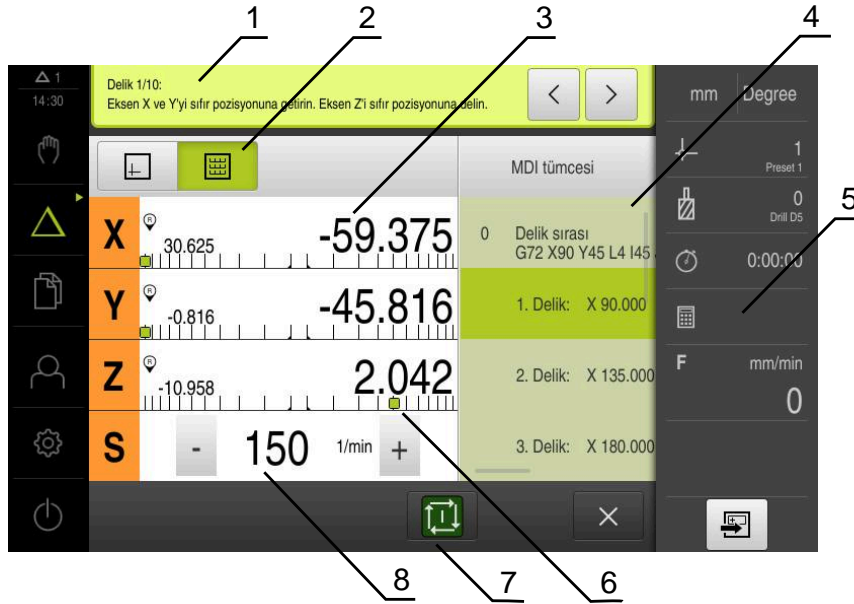 1
2
3
4
1
14:30
Delik 1/10:
Eksen X ve Y'yi sıfır pozisyonuna getirin. Eksen Z'i sıfır pozisyonuna delin.
<
>
mm
Degree
MDI tümcesi
1
Preset 1
0
Drill D5
5
X
R
30.625
-59.375
0
Delik sırası
G72 X90 Y45 L4 I45
0:00:00
Y
R
-0.816
-45.816
1. Delik: X 90.000
Z
R
-10.958
2.042
2. Delik: X 135.000
F
mm/min
0
S
-
150
1/min
+
3. Delik: X 180.000
8
7
6